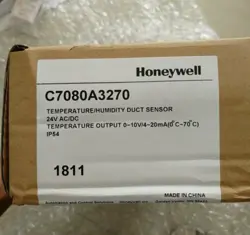 Honeywell
C7080A3270
TEMPERATURE/HUMIDITY DUCT SENSOR
24V AC/DC
TEMPERATURE OUTPUT 0~10V/4~20mA(0°C~70°C)
IP54
1811
MADE IN CHINA